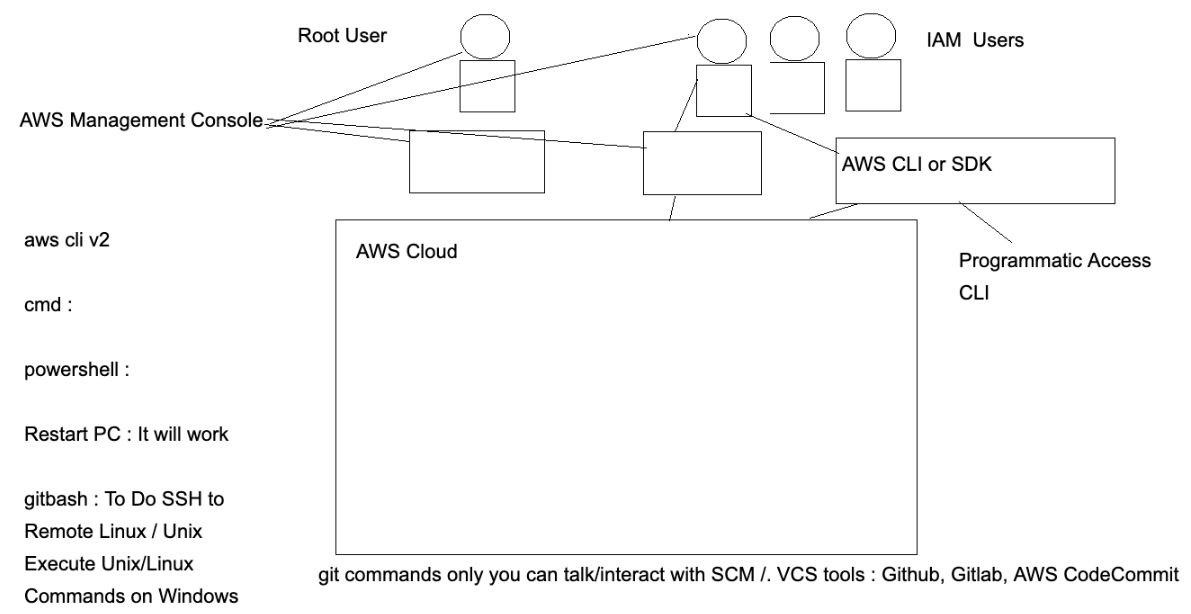 Root User
IAM  Users
AWS Management Console
AWS CLI or SDK
aws cli v2
AWS Cloud
Programmatic Access
CLI
cmd :
powershell :
Restart PC : It will work
gitbash : To Do SSH to
Remote Linux / Unix
Execute Unix/Linux
Commands on Windows
git commands only you can talk/interact with SCM /. VCS tools : Github, Gitlab, AWS CodeCommit